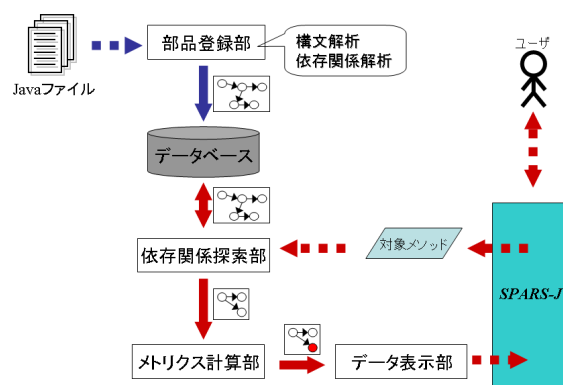 部品登録部
構文解析
依存関係解析
ユーザ
Javaファイル
データベース
依存関係探索部
対象メソッド
SPARS-J
メトリクス計算部
データ表示部